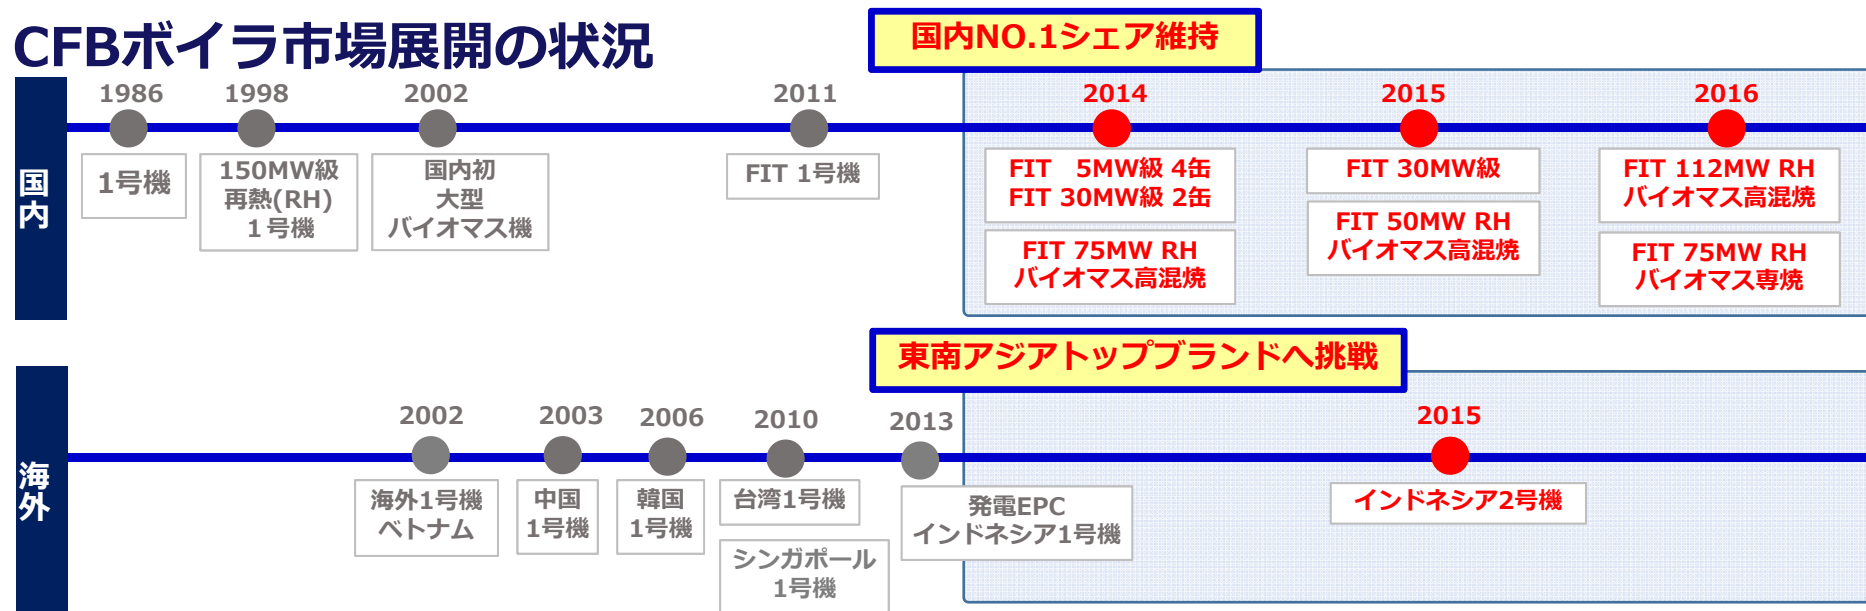 CFBボイラ市場展開の状況
国内NO.1シェア維持
国内
1986
1998
2002
2011
2014
2015
2016
1号機
150MW級
再熱(RH)
１号機
国内初
大型
バイオマス機
FIT 1号機
FIT　5MW級 4缶
FIT 30MW級 2缶
FIT 75MW RH
バイオマス高混焼
FIT 30MW級
FIT 50MW RH
バイオマス高混焼
FIT 112MW RH
バイオマス高混焼
FIT 75MW RH
バイオマス専焼
東南アジアトップブランドへ挑戦
海外
2002
2003
2006
2010
2013
2015
海外1号機
ベトナム
中国
1号機
韓国
1号機
台湾1号機
シンガポール
1号機
発電EPC
インドネシア1号機
インドネシア2号機